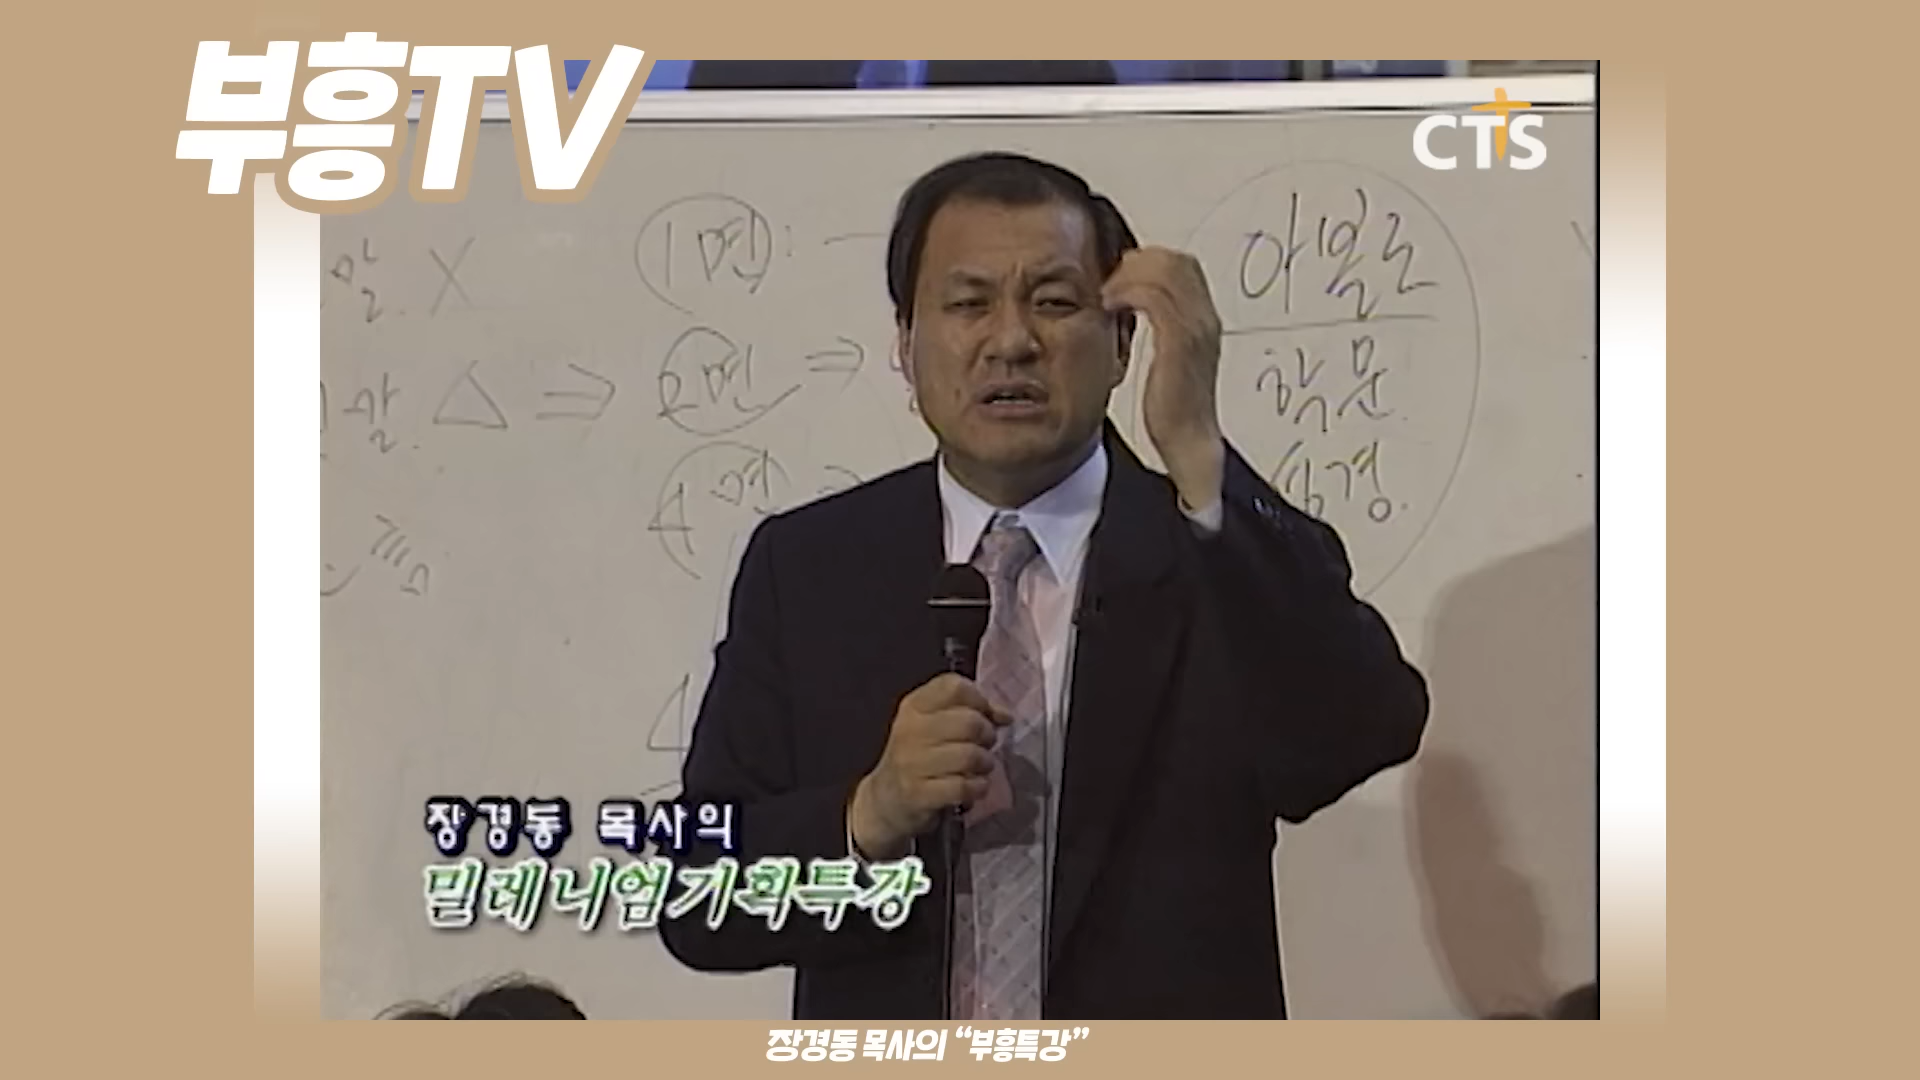 부흥TV
CTS
1면:
아볼로
말 X
2면 ⇒
학문.
말. △ ⇒
4면
성경.
장경동 목사의
밀레니엄기획특강
장경동 목사의 “부흥특강”